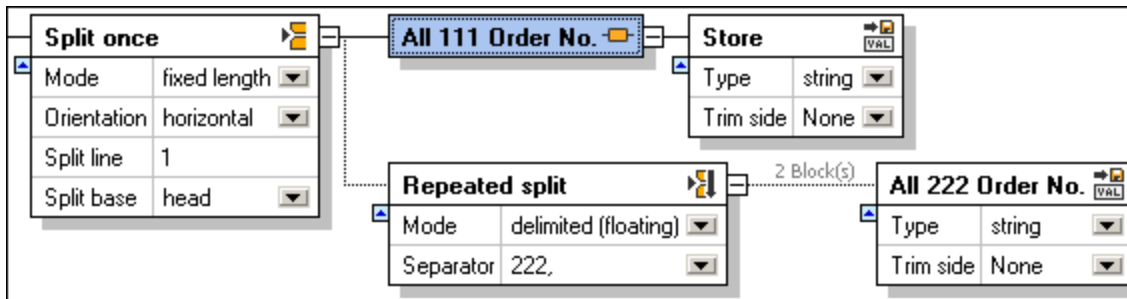 Split once
Mode fixed length
Orientation horizontal
Split line 1
Split base head
All 111 Order No.
Store
VAL
Type string
Trim side None
Repeated split
Mode delimited (floating)
Separator 222,
2 Block(s)
All 222 Order No.
VAL
Type string
Trim side None